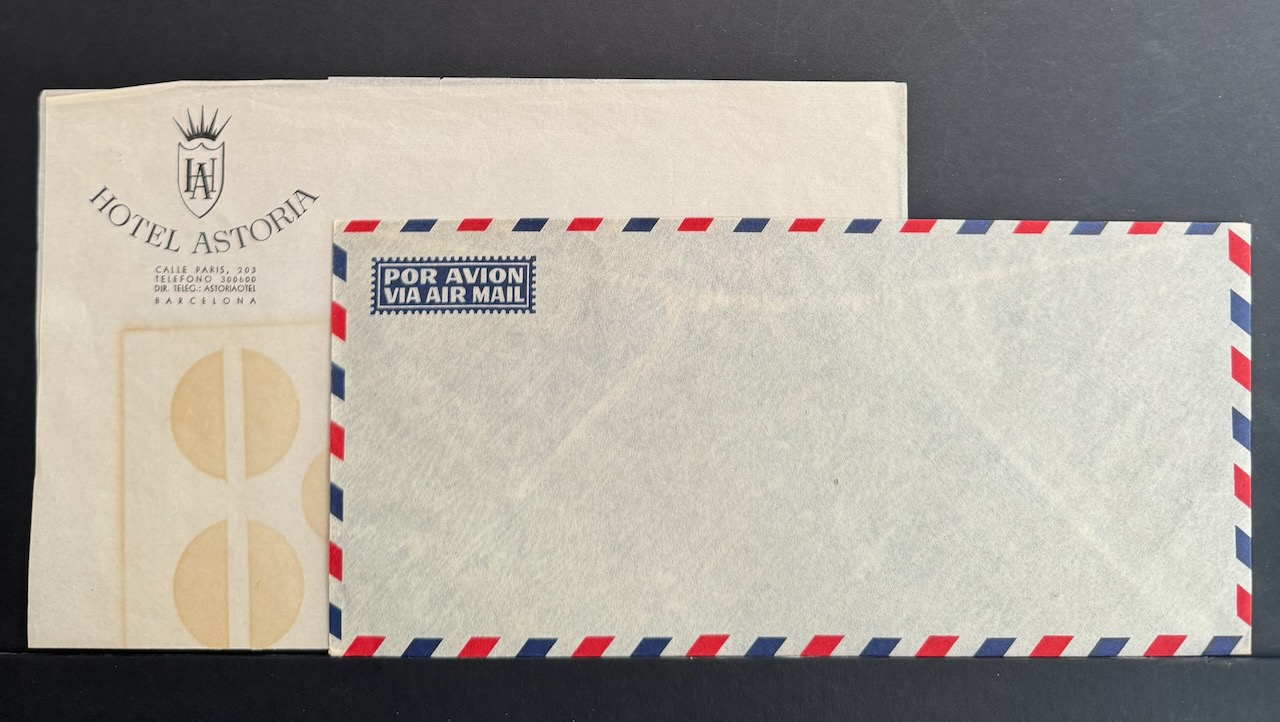 HA
HOTEL ASTORIA
CALLE PARIS, 203
TELEFONO 300600
DIR. TELEG.: ASTORIAOTEL
BARCELONA
POR AVION
VIA AIR MAIL